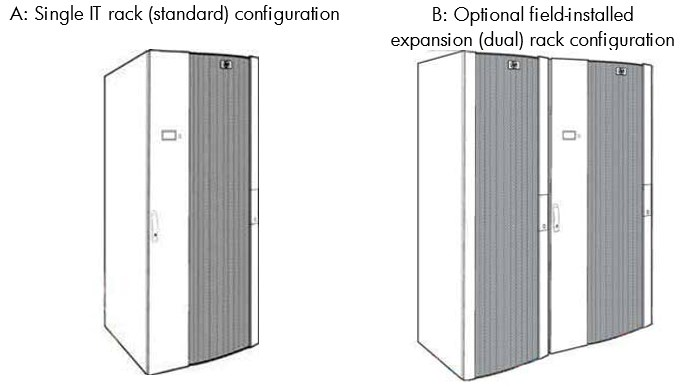 A: Single IT rack (standard) configuration
B: Optional field-installed
expansion (dual) rack configuration